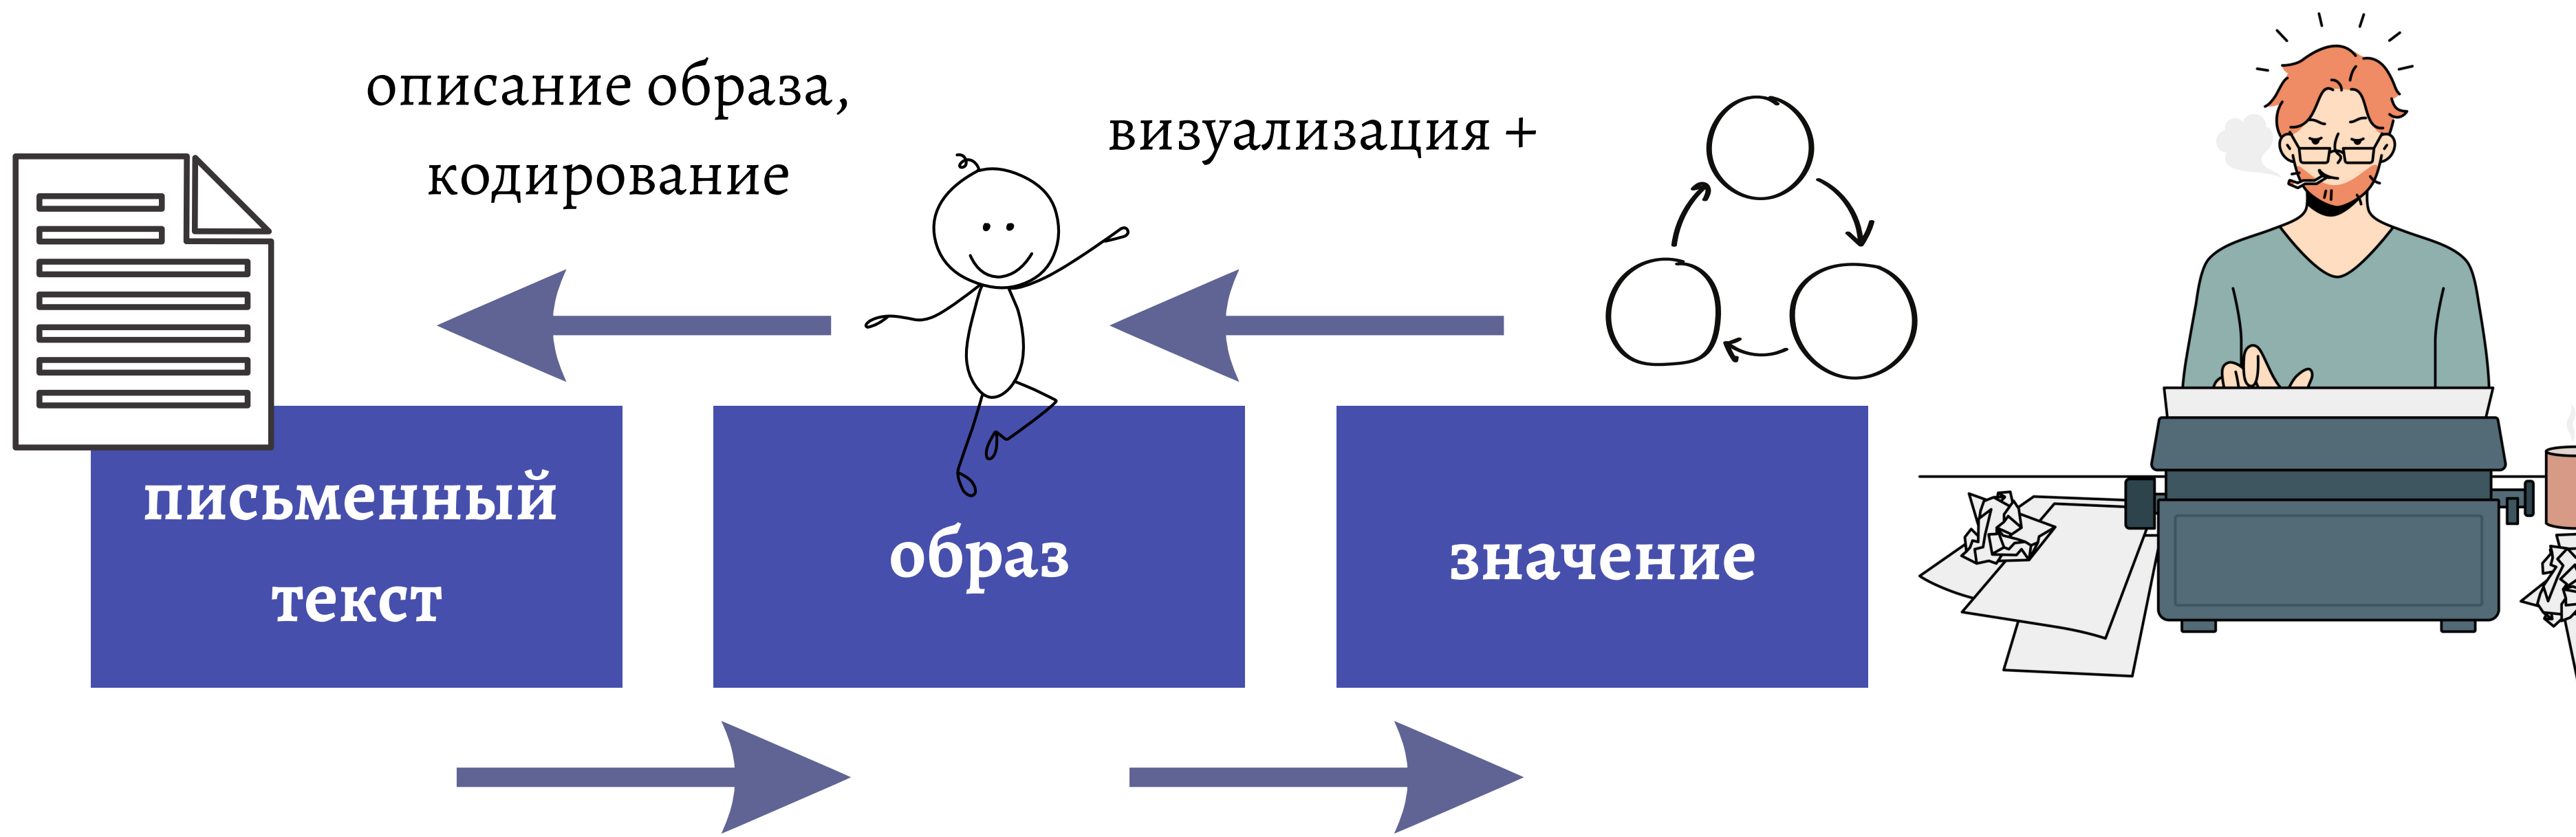 описание образа,
кодирование
визуализация +
письменный
текст
образ
значение